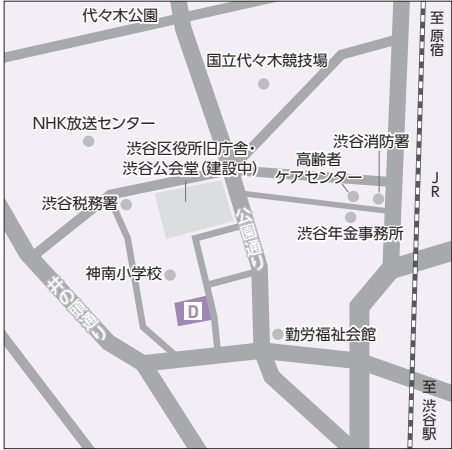 代々木公園
至 原宿
国立代々木競技場
NHK放送センター
渋谷区役所旧庁舎・
渋谷公会堂(建設中)
渋谷消防署
高齢者
ケアセンター
JR
渋谷税務署
公園通り
渋谷年金事務所
神南小学校
井の頭通り
D
勤労福祉会館
至 渋谷駅